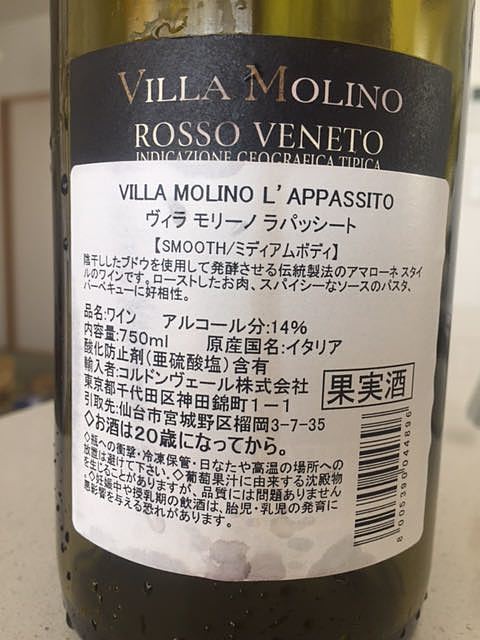 VILLA MOLINO
ROSSO VENETO
INDICAZIONE GEOGRAFICA TIPICA
VILLA MOLINO L'APPASSITO
ヴィラ モリーノ ラパッシート
【SMOOTH/ミディアムボディ】
陰干ししたブドウを使用して発酵させる伝統製法のアマローネ スタイ
ルのワインです。ローストしたお肉、スパイシーなソースのパスタ、
バーベキューに好相性。
品名:ワイン アルコール分:14%
内容量:750ml 原産国名:イタリア
酸化防止剤(亜硫酸塩)含有
輸入者:コルドンヴェール株式会社
東京都千代田区神田錦町1-1
引取先:仙台市宮城野区榴岡3-7-35
果実酒
◇お酒は20歳になってから。
◇瓶への衝撃・冷凍保管・日なたや高温の場所への
放置は避けて下さい。◇葡萄果汁に由来する沈殿物
を生じることがありますが、品質には問題ありません
◇妊娠中や授乳期の飲酒は、胎児・乳児の発育に
悪影響を与える恐れがあります。
8005390044896